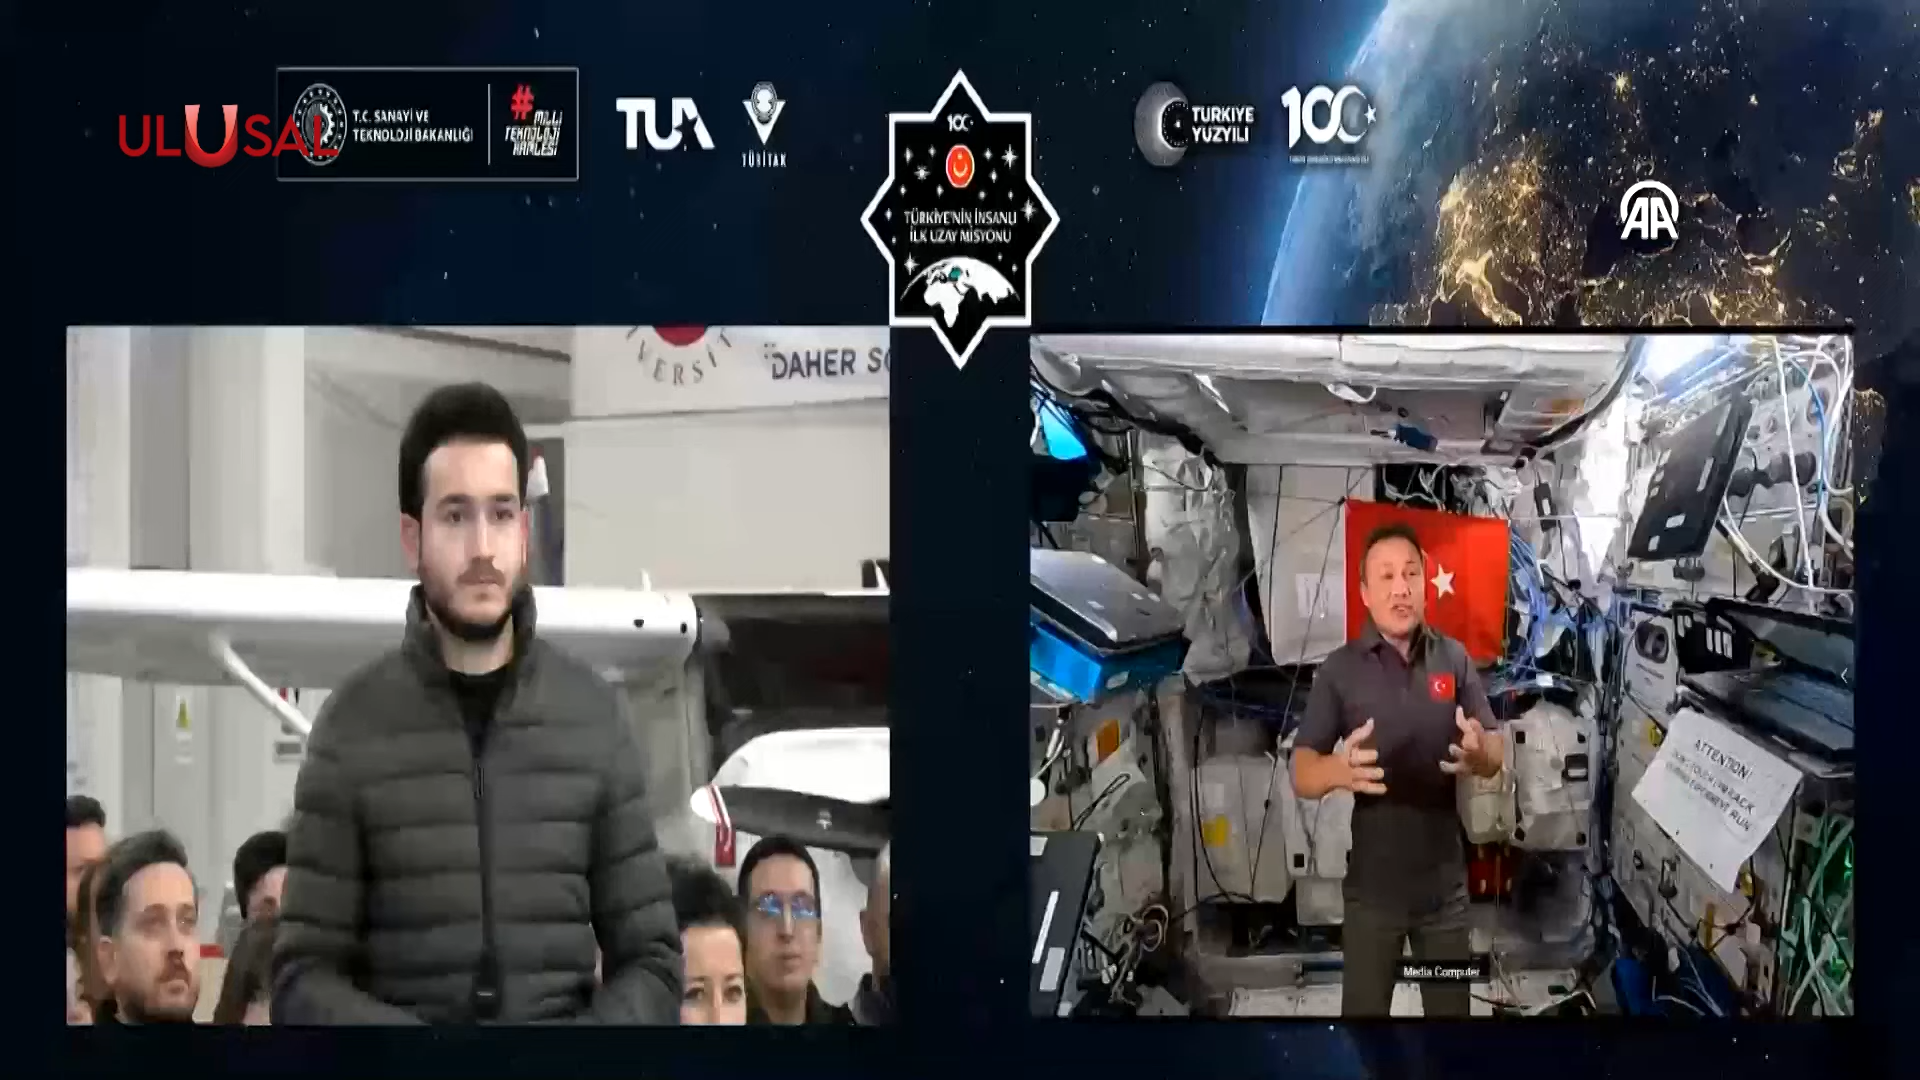 ULUSAL
T.C. SANAYİ VE
TEKNOLOJİ BAKANLIĞI
#
MİLLİ
TEKNOLOJİ
HAMLESİ
TUA
TÜBİTAK
100
TÜRKİYE'NİN İNSANLI
İLK UZAY MİSYONU
TÜRKİYE
YÜZYILI
100
AA
VERSİT
DAHER SO
ATTENTION!
Media Computer